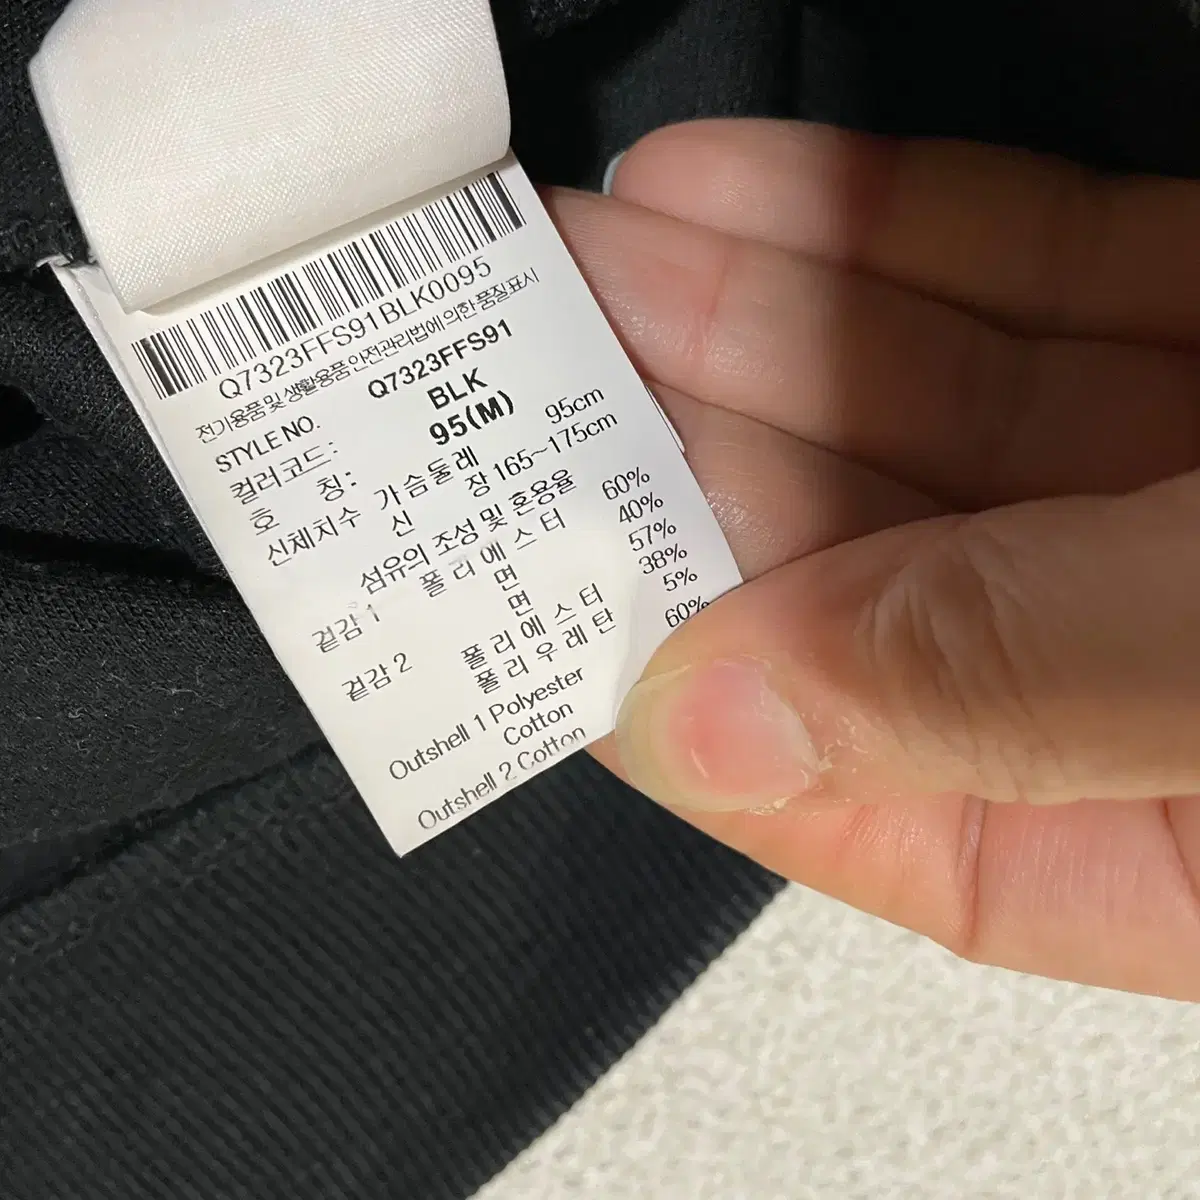 Q7323FFS91BLK0095
전기용품 및 생활용품 안전관리법에 의한 품질표시
STYLE NO. Q7323FFS91
컬러코드: BLK
호 칭: 95(M)
신체치수 가슴둘레 95cm
신 장 165~175cm
섬유의 조성 및 혼용율
겉감 1 폴리에스터 60%
면 40%
겉감 2 면 57%
폴리에스터 38%
폴리우레탄 5%
Outshell 1 Polyester 60%
Cotton
Outshell 2 Cotton